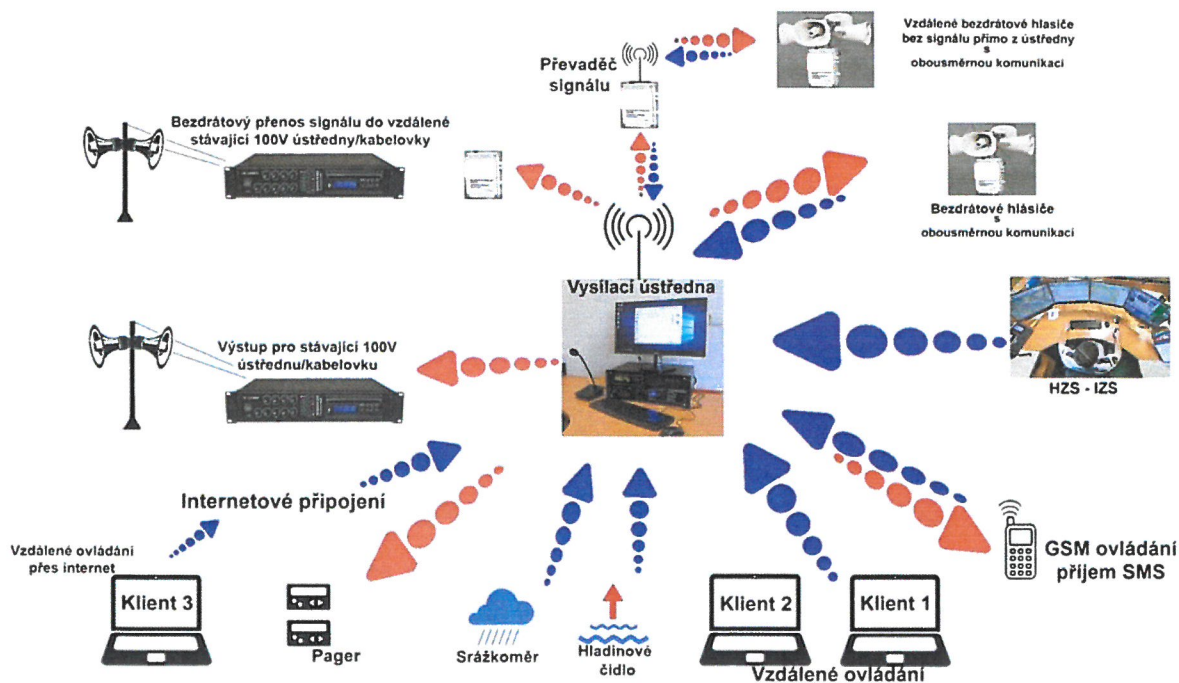 Vzdálené bezdrátové hlasiče
bez signálu přímo z ústředny
s
obousměrnou komunikací
Převaděč
signálu
Bezdrátový přenos signálu do vzdálené
stávající 100V ústředny/kabelovky
Bezdrátové hlásiče
s
obousměrnou komunikací
Vysílací ústředna
Výstup pro stávající 100V
ústřednu/kabelovku
HZS - IZS
Internetové připojení
Vzdálené ovládání
přes internet
GSM ovládání
příjem SMS
Klient 3
Klient 2
Klient 1
Pager
Srážkoměr
Hladinové
čidlo
Vzdálené ovládání